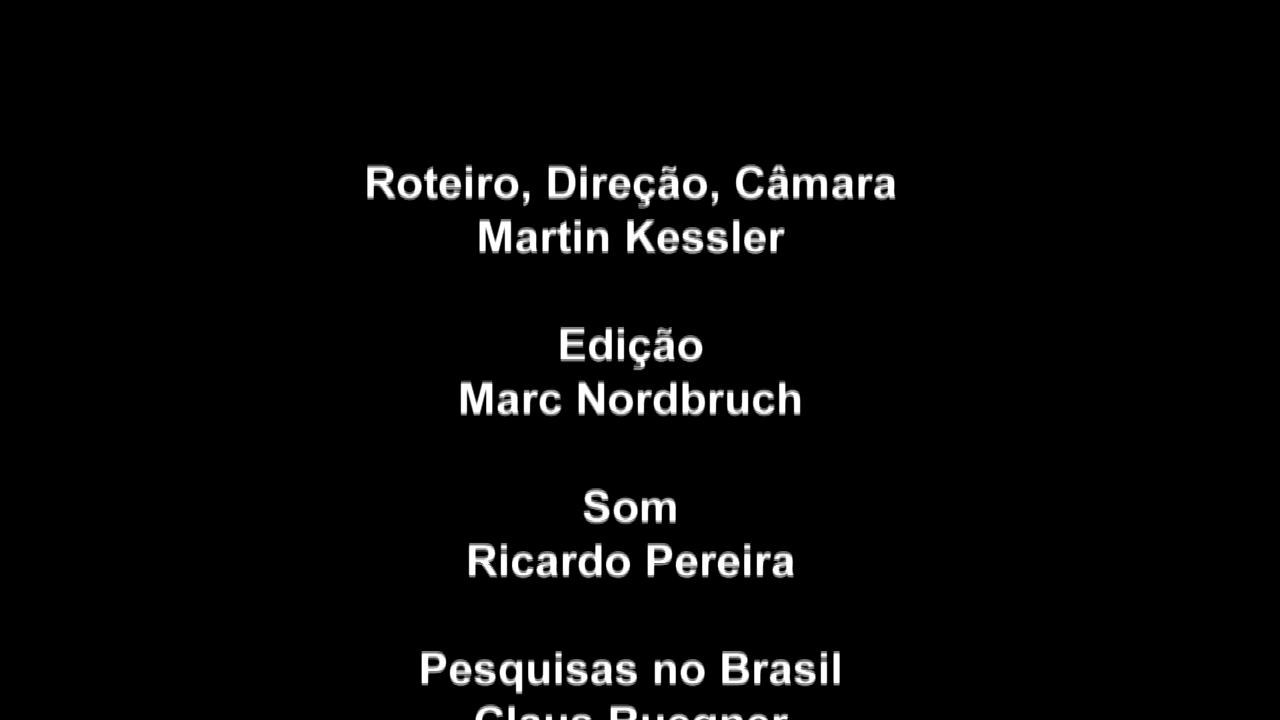 Roteiro, Direção, Câmara
Martin Kessler
Edição
Marc Nordbruch
Som
Ricardo Pereira
Pesquisas no Brasil